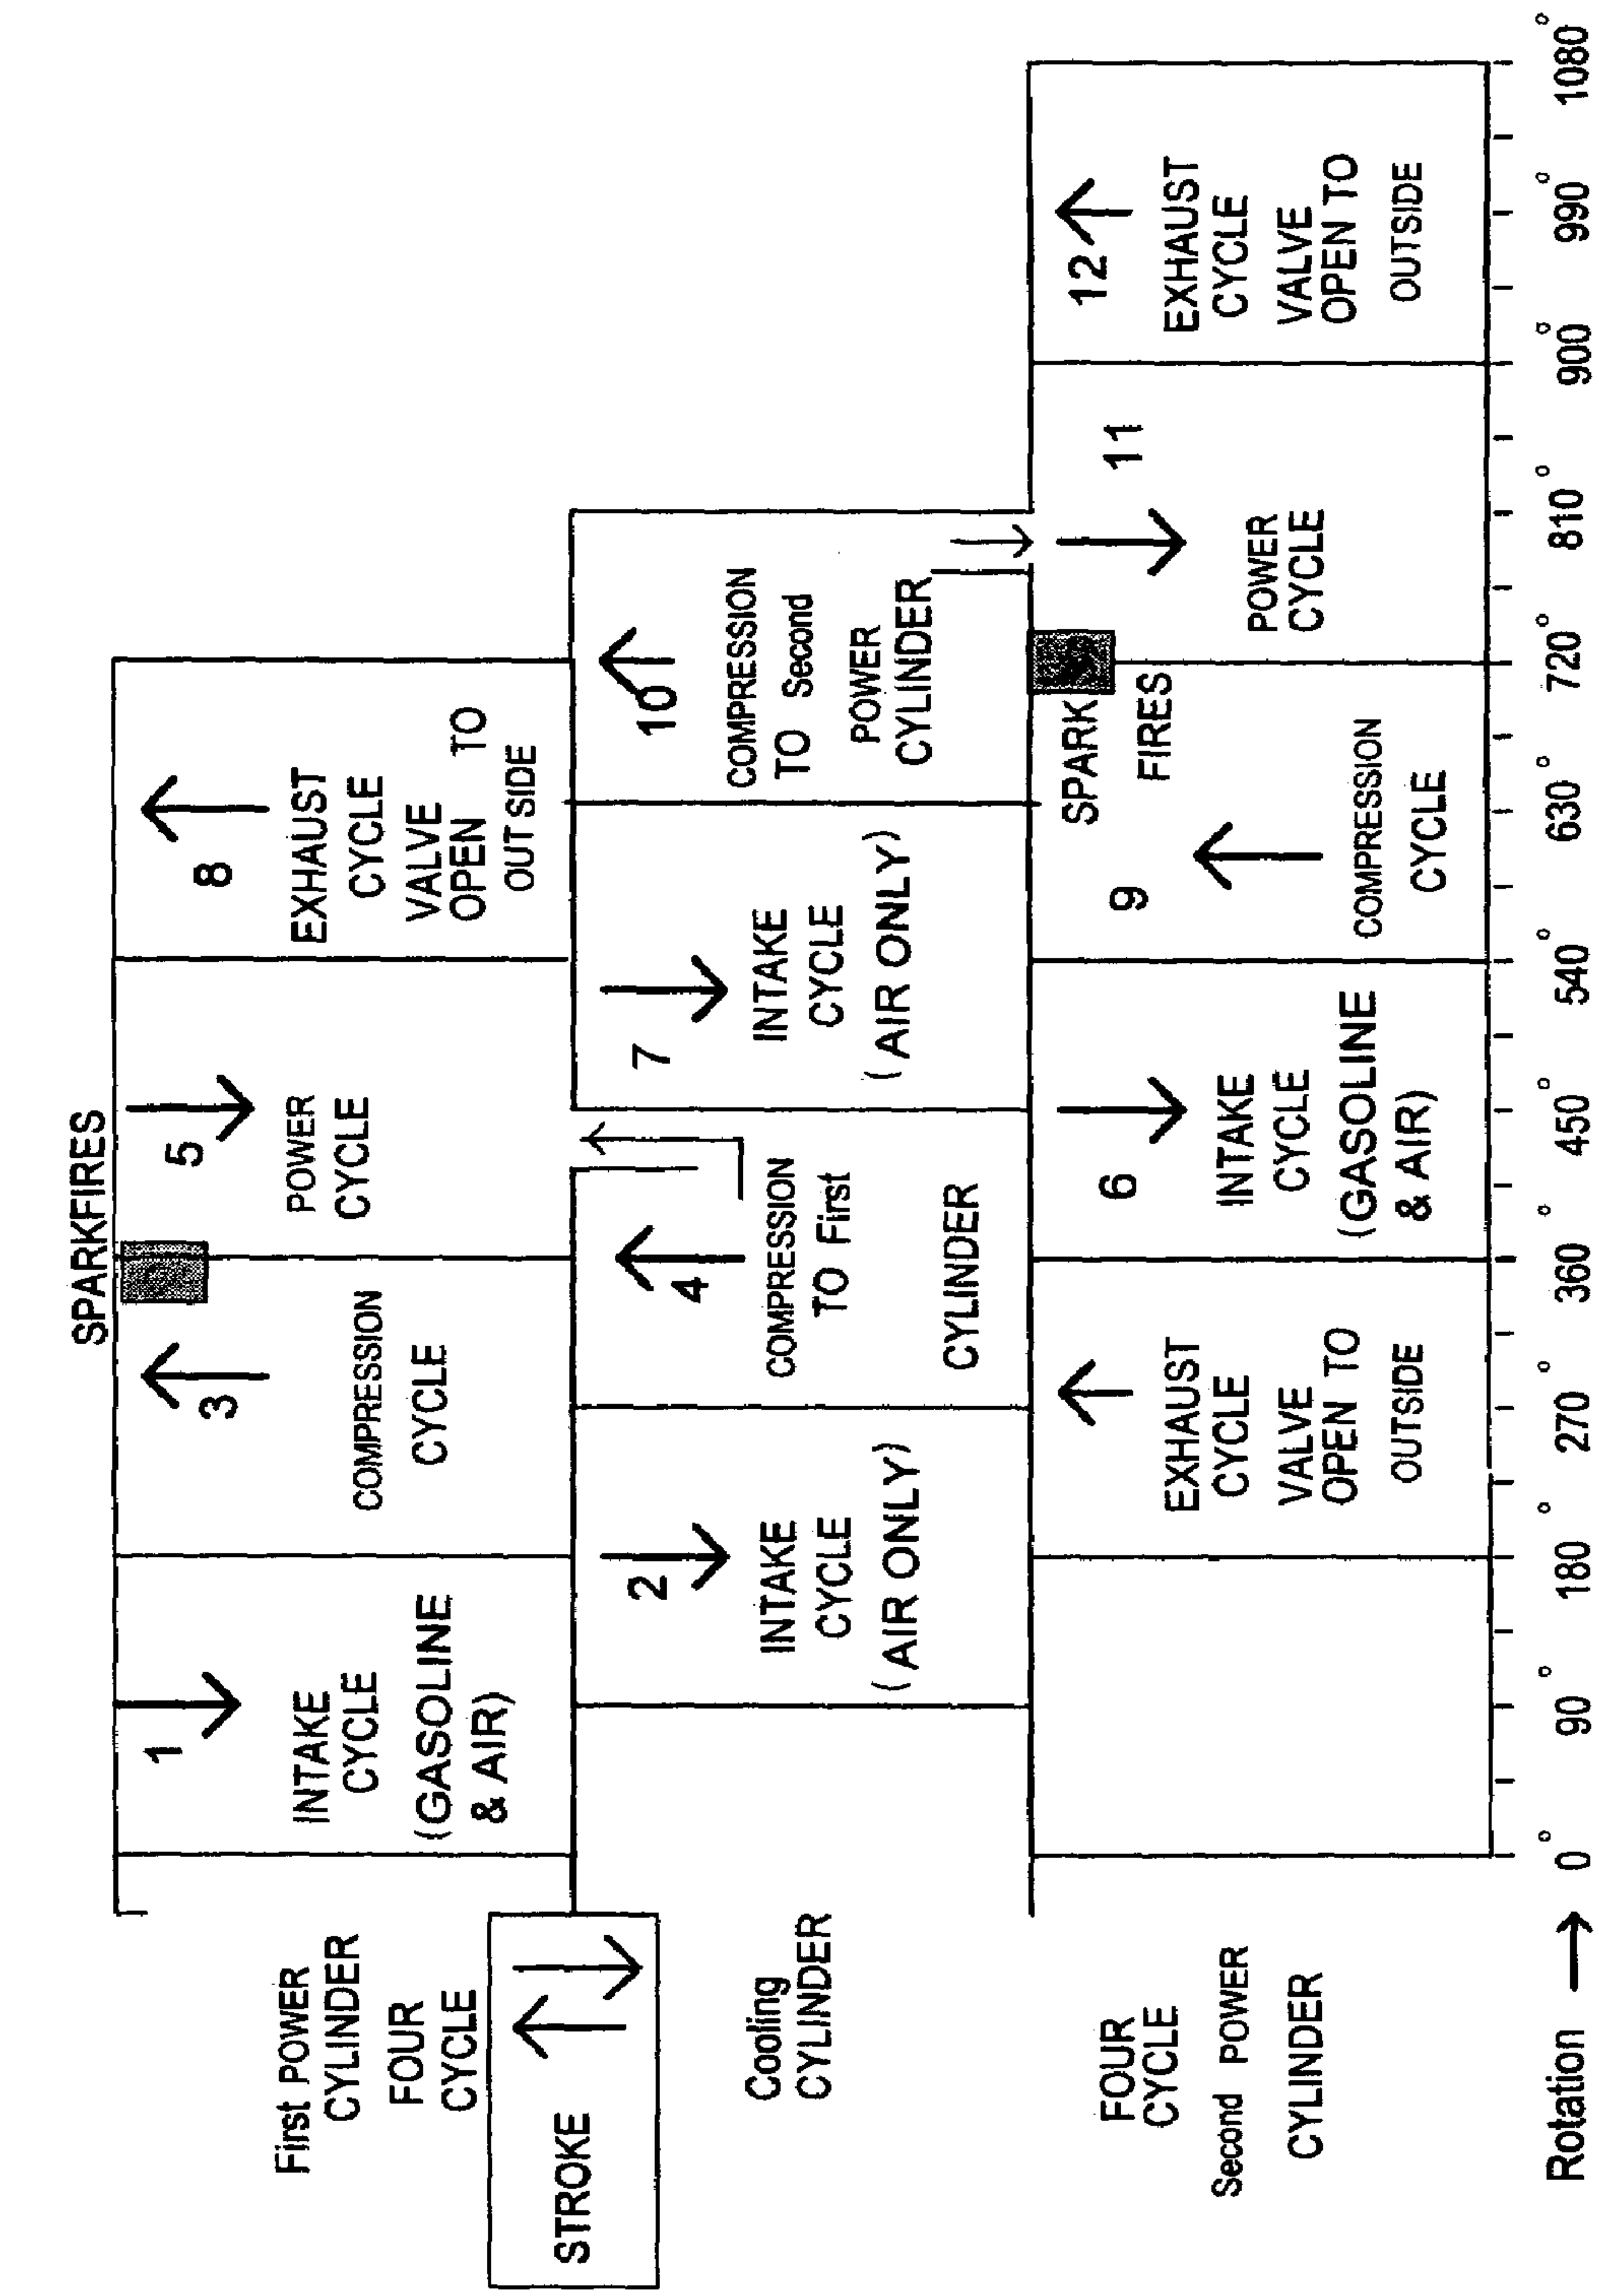 SPARKFIRES
First POWER
CYLINDER
FOUR
CYCLE
1
INTAKE
CYCLE
(GASOLINE
& AIR)
3
COMPRESSION
CYCLE
5
POWER
CYCLE
8
EXHAUST
CYCLE
VALVE
OPEN TO
OUTSIDE
STROKE
Cooling
CYLINDER
2
INTAKE
CYCLE
(AIR ONLY)
4
COMPRESSION
TO First
CYLINDER
7
INTAKE
CYCLE
(AIR ONLY)
10
COMPRESSION
TO Second
POWER
CYLINDER
FOUR
CYCLE
Second POWER
CYLINDER
EXHAUST
CYCLE
VALVE
OPEN TO
OUTSIDE
6
INTAKE
CYCLE
(GASOLINE
& AIR)
SPARK
FIRES
9
COMPRESSION
CYCLE
11
POWER
CYCLE
12
EXHAUST
CYCLE
VALVE
OPEN TO
OUTSIDE
Rotation → 0° 90° 180° 270° 360° 450° 540° 630° 720° 810° 900° 990° 1080°